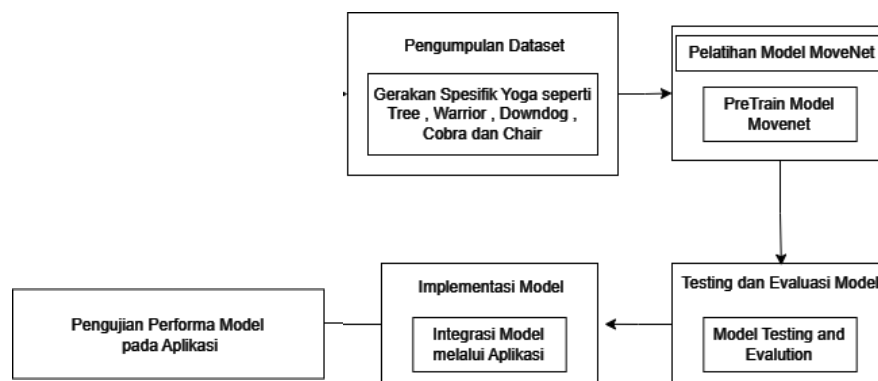 Pengumpulan Dataset
Gerakan Spesifik Yoga seperti
Tree , Warrior , Downdog ,
Cobra dan Chair
Pelatihan Model MoveNet
PreTrain Model
Movenet
Testing dan Evaluasi Model
Model Testing and
Evalution
Implementasi Model
Integrasi Model
melalui Aplikasi
Pengujian Performa Model
pada Aplikasi